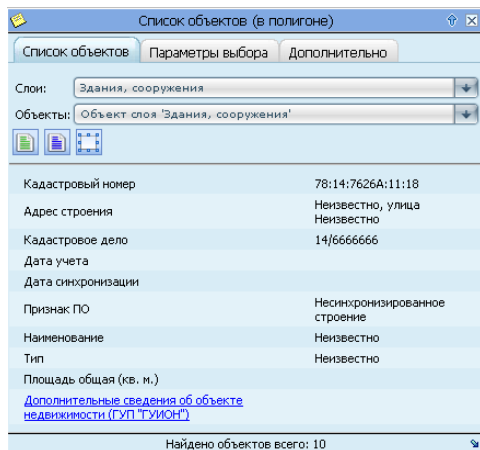 Список объектов (в полигоне)
Список объектов Параметры выбора Дополнительно
Слои: Здания, сооружения
Объекты: Объект слоя 'Здания, сооружения'
Кадастровый номер 78:14:7626А:11:18
Адрес строения Неизвестно, улица
Неизвестно
Кадастровое дело 14/6666666
Дата учета
Дата синхронизации
Признак ПО Несинхронизированное
строение
Наименование Неизвестно
Тип Неизвестно
Площадь общая (кв. м.)
Дополнительные сведения об объекте
недвижимости (ГУП "ГУИОН")
Найдено объектов всего: 10